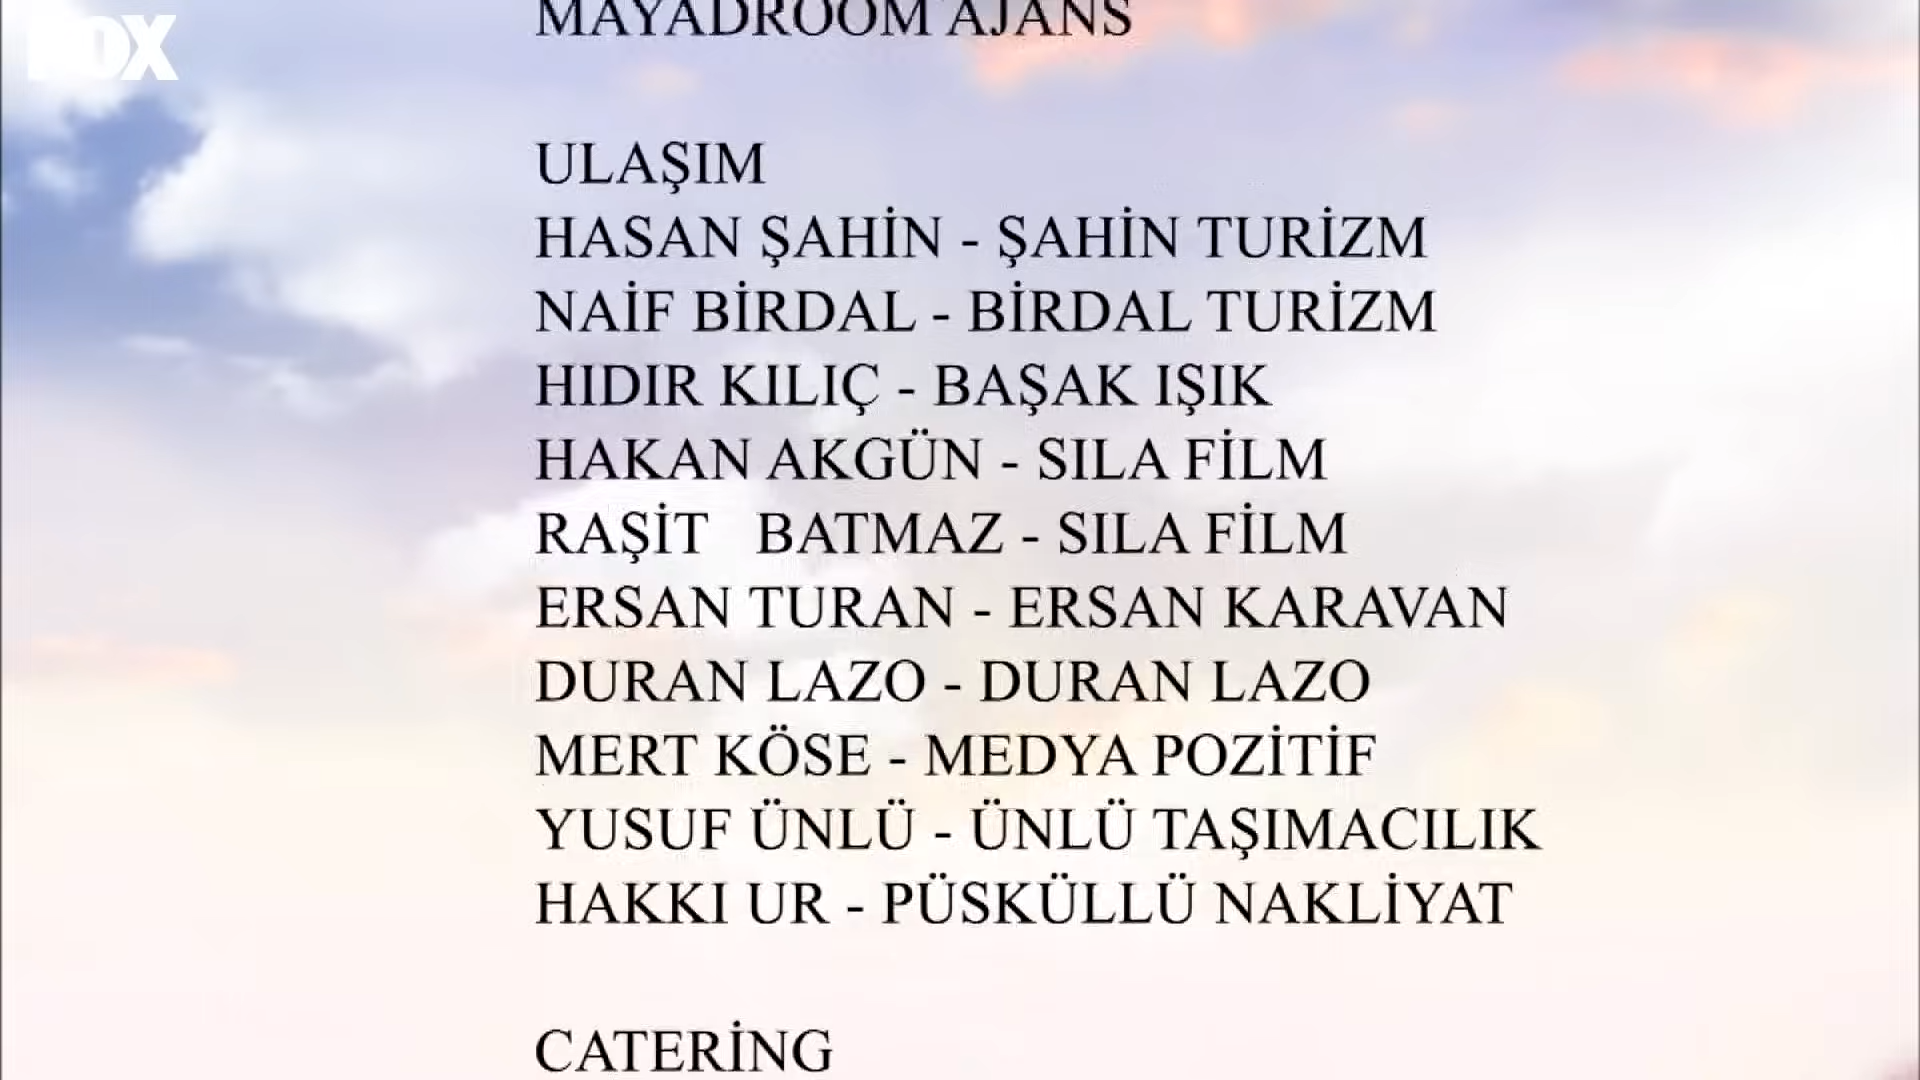 MAYADROOM AJANS
FOX
ULAŞIM
HASAN ŞAHİN - ŞAHİN TURİZM
NAİF BİRDAL - BİRDAL TURİZM
HIDIR KILIÇ - BAŞAK IŞIK
HAKAN AKGÜN - SILA FİLM
RAŞİT   BATMAZ - SILA FİLM
ERSAN TURAN - ERSAN KARAVAN
DURAN LAZO - DURAN LAZO
MERT KÖSE - MEDYA POZİTİF
YUSUF ÜNLÜ - ÜNLÜ TAŞIMACILIK
HAKKI UR - PÜSKÜLLÜ NAKLİYAT
CATERİNG